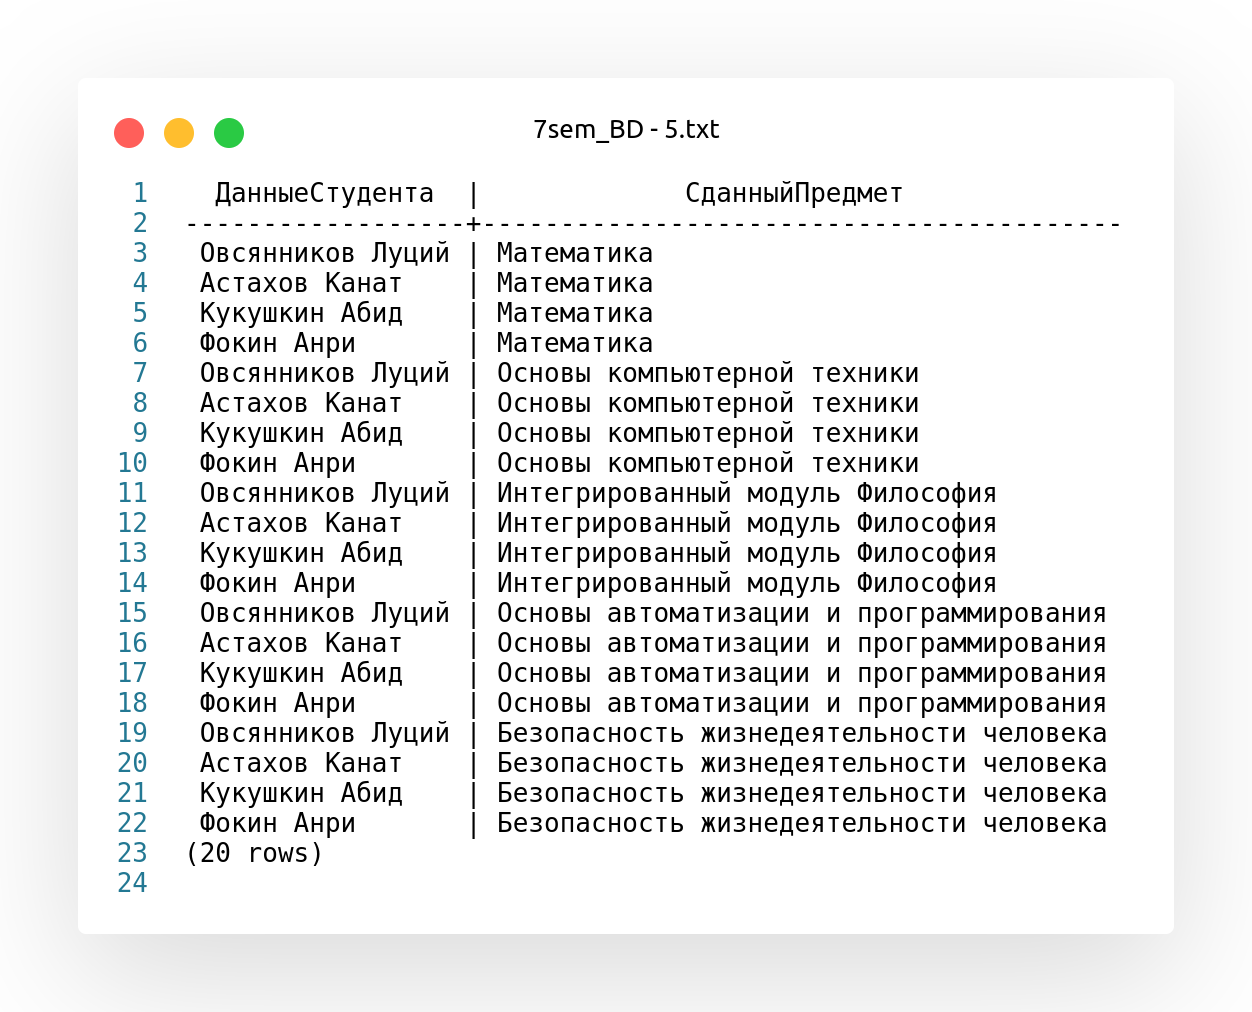 7sem_BD - 5.txt
1 ДанныеСтудента | СданныйПредмет
2 ------------------+-----------------------------------------
3 Овсянников Луций | Математика
4 Астахов Канат | Математика
5 Кукушкин Абид | Математика
6 Фокин Анри | Математика
7 Овсянников Луций | Основы компьютерной техники
8 Астахов Канат | Основы компьютерной техники
9 Кукушкин Абид | Основы компьютерной техники
10 Фокин Анри | Основы компьютерной техники
11 Овсянников Луций | Интегрированный модуль Философия
12 Астахов Канат | Интегрированный модуль Философия
13 Кукушкин Абид | Интегрированный модуль Философия
14 Фокин Анри | Интегрированный модуль Философия
15 Овсянников Луций | Основы автоматизации и программирования
16 Астахов Канат | Основы автоматизации и программирования
17 Кукушкин Абид | Основы автоматизации и программирования
18 Фокин Анри | Основы автоматизации и программирования
19 Овсянников Луций | Безопасность жизнедеятельности человека
20 Астахов Канат | Безопасность жизнедеятельности человека
21 Кукушкин Абид | Безопасность жизнедеятельности человека
22 Фокин Анри | Безопасность жизнедеятельности человека
23 (20 rows)
24